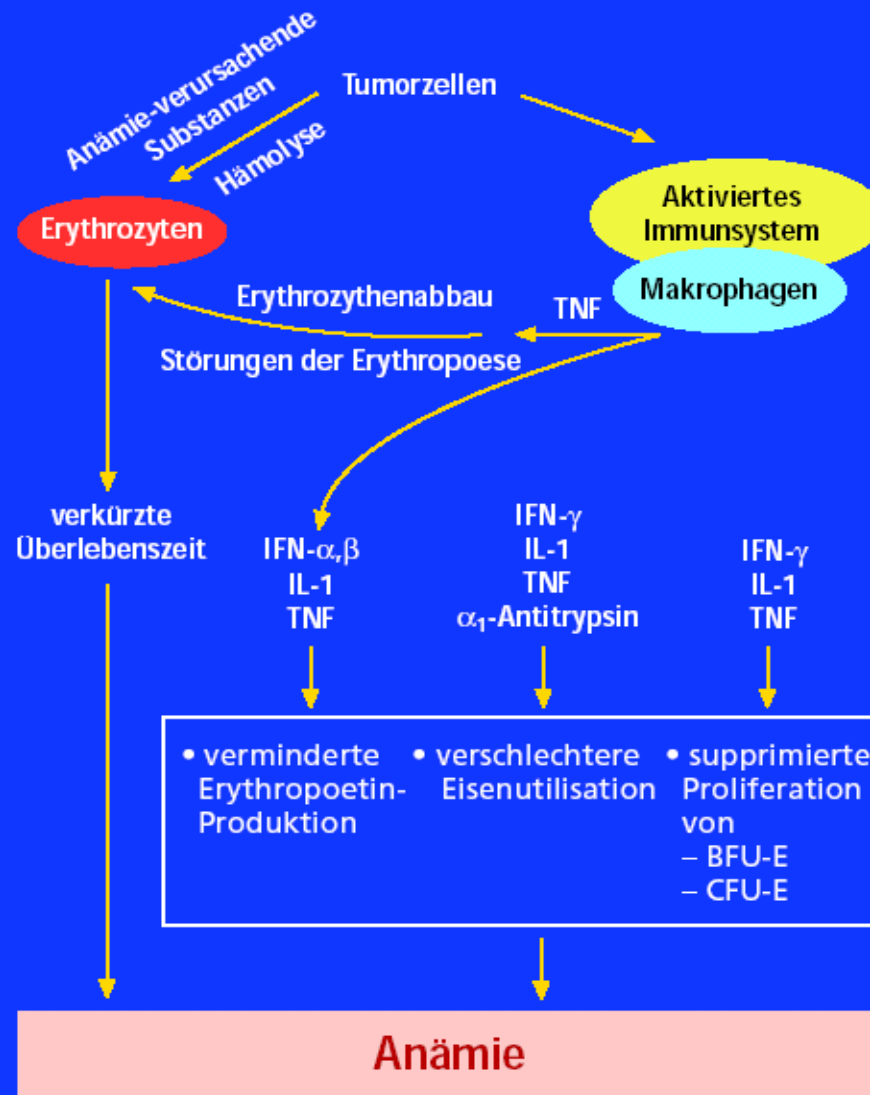 Tumorzellen
Anämie-verursachende
Substanzen
Hämolyse
Aktiviertes
Immunsystem
Makrophagen
Erythrozyten
Erythrozythenabbau
TNF
Störungen der Erythropoese
verkürzte
Überlebenszeit
IFN-α,β
IL-1
TNF
IFN-γ
IL-1
TNF
α₁-Antitrypsin
IFN-γ
IL-1
TNF
• verminderte
Erythropoetin-
Produktion
• verschlechtere
Eisenutilisation
• supprimierte
Proliferation
von
– BFU-E
– CFU-E
Anämie